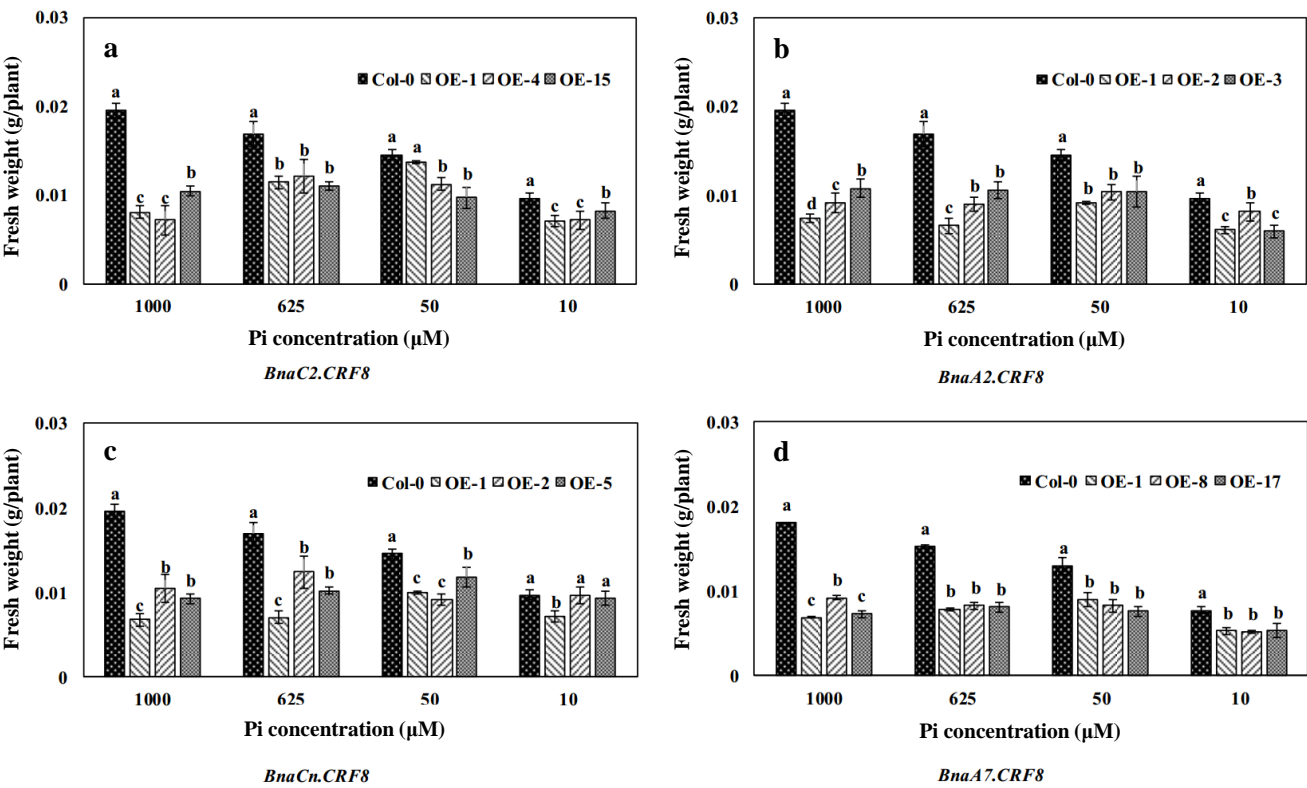 0.03
a
Col-0 OE-1 OE-4 OE-15
Fresh weight (g/plant)
0.02
0.01
0
a c c b
a b b b
a a b b
a c c b
1000 625 50 10
Pi concentration (μM)
BnaC2.CRF8
0.03
b
Col-0 OE-1 OE-2 OE-3
Fresh weight (g/plant)
0.02
0.01
0
a d c b
a c b b
a b b b
a c b c
1000 625 50 10
Pi concentration (μM)
BnaA2.CRF8
0.03
c
Col-0 OE-1 OE-2 OE-5
Fresh weight (g/plant)
0.02
0.01
0
a c b b
a c b b
a c c b
a b a a
1000 625 50 10
Pi concentration (μM)
BnaCn.CRF8
0.03
d
Col-0 OE-1 OE-8 OE-17
Fresh weight (g/plant)
0.02
0.01
0
a c b c
a b b b
a b b b
a b b b
1000 625 50 10
Pi concentration (μM)
BnaA7.CRF8